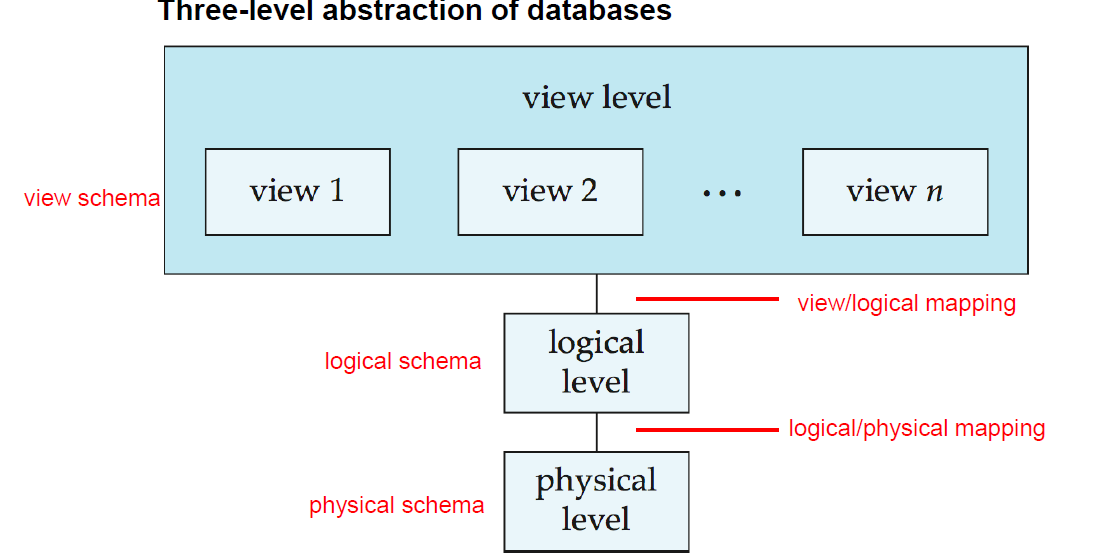 Three-level abstraction of databases
view level
view schema
view 1
view 2
...
view n
view/logical mapping
logical schema
logical
level
logical/physical mapping
physical schema
physical
level